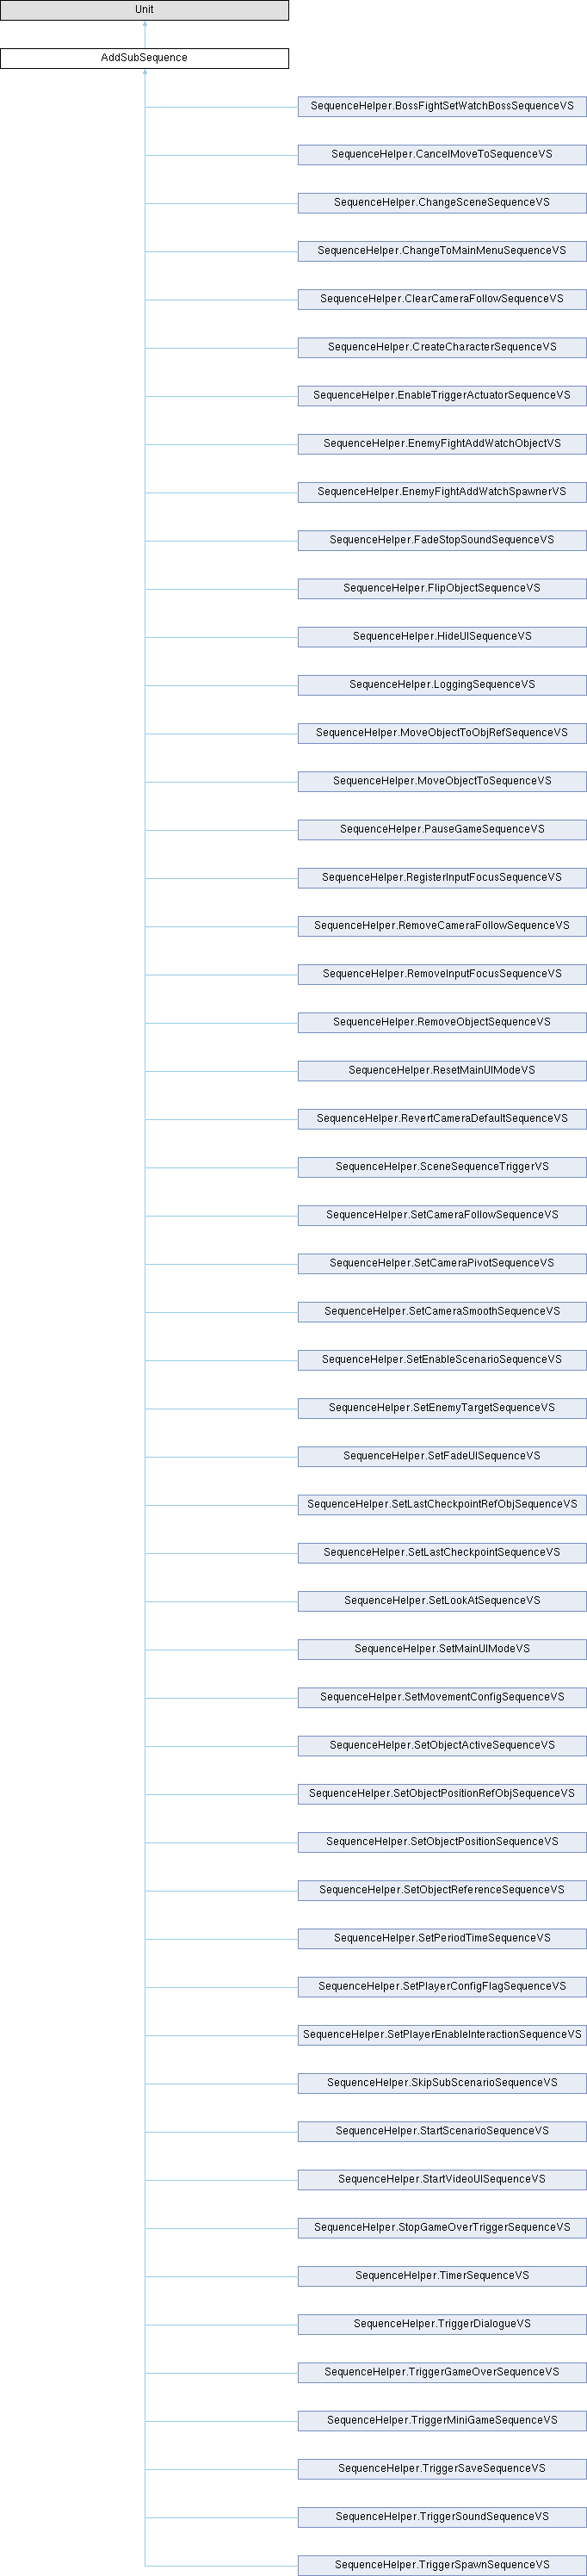 Unit
AddSubSequence
SequenceHelper.BossFightSetWatchBossSequenceVS
SequenceHelper.CancelMoveToSequenceVS
SequenceHelper.ChangeSceneSequenceVS
SequenceHelper.ChangeToMainMenuSequenceVS
SequenceHelper.ClearCameraFollowSequenceVS
SequenceHelper.CreateCharacterSequenceVS
SequenceHelper.EnableTriggerActuatorSequenceVS
SequenceHelper.EnemyFightAddWatchObjectVS
SequenceHelper.EnemyFightAddWatchSpawnerVS
SequenceHelper.FadeStopSoundSequenceVS
SequenceHelper.FlipObjectSequenceVS
SequenceHelper.HideUISequenceVS
SequenceHelper.LoggingSequenceVS
SequenceHelper.MoveObjectToObjRefSequenceVS
SequenceHelper.MoveObjectToSequenceVS
SequenceHelper.PauseGameSequenceVS
SequenceHelper.RegisterInputFocusSequenceVS
SequenceHelper.RemoveCameraFollowSequenceVS
SequenceHelper.RemoveInputFocusSequenceVS
SequenceHelper.RemoveObjectSequenceVS
SequenceHelper.ResetMainUIModeVS
SequenceHelper.RevertCameraDefaultSequenceVS
SequenceHelper.SceneSequenceTriggerVS
SequenceHelper.SetCameraFollowSequenceVS
SequenceHelper.SetCameraPivotSequenceVS
SequenceHelper.SetCameraSmoothSequenceVS
SequenceHelper.SetEnableScenarioSequenceVS
SequenceHelper.SetEnemyTargetSequenceVS
SequenceHelper.SetFadeUISequenceVS
SequenceHelper.SetLastCheckpointRefObjSequenceVS
SequenceHelper.SetLastCheckpointSequenceVS
SequenceHelper.SetLookAtSequenceVS
SequenceHelper.SetMainUIModeVS
SequenceHelper.SetMovementConfigSequenceVS
SequenceHelper.SetObjectActiveSequenceVS
SequenceHelper.SetObjectPositionRefObjSequenceVS
SequenceHelper.SetObjectPositionSequenceVS
SequenceHelper.SetObjectReferenceSequenceVS
SequenceHelper.SetPeriodTimeSequenceVS
SequenceHelper.SetPlayerConfigFlagSequenceVS
SequenceHelper.SetPlayerEnableInteractionSequenceVS
SequenceHelper.SkipSubScenarioSequenceVS
SequenceHelper.StartScenarioSequenceVS
SequenceHelper.StartVideoUISequenceVS
SequenceHelper.StopGameOverTriggerSequenceVS
SequenceHelper.TimerSequenceVS
SequenceHelper.TriggerDialogueVS
SequenceHelper.TriggerGameOverSequenceVS
SequenceHelper.TriggerMiniGameSequenceVS
SequenceHelper.TriggerSaveSequenceVS
SequenceHelper.TriggerSoundSequenceVS
SequenceHelper.TriggerSpawnSequenceVS